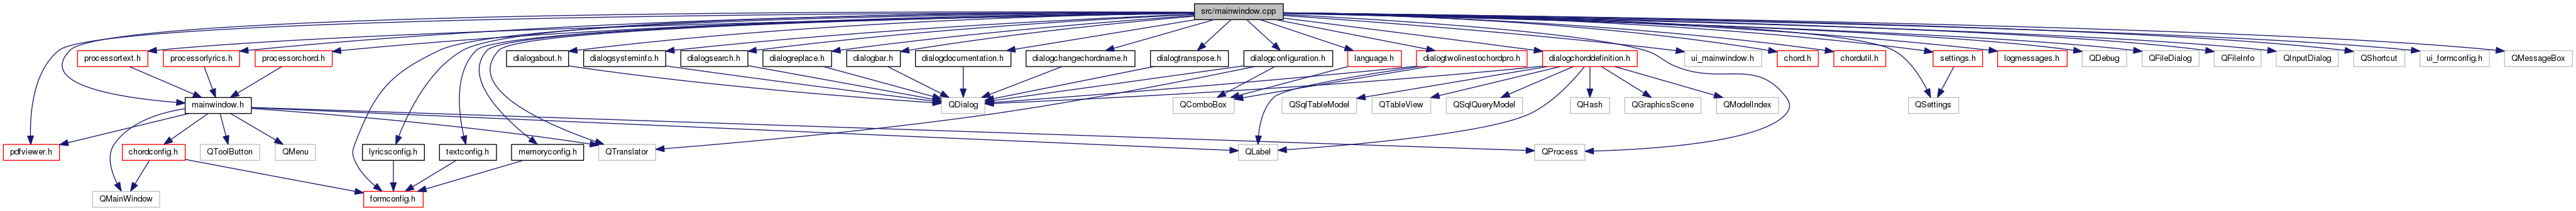 src/mainwindow.cpp
processortext.h
processorlyrics.h
processorchord.h
dialogabout.h
dialogsysteminfo.h
dialogsearch.h
dialogreplace.h
dialogbar.h
dialogdocumentation.h
dialogchangechordname.h
dialogtranspose.h
dialogconfiguration.h
language.h
dialogtwolinestochordpro.h
dialogchorddefinition.h
ui_mainwindow.h
chord.h
chordutil.h
settings.h
logmessages.h
QDebug
QFileDialog
QFileInfo
QInputDialog
QShortcut
ui_formconfig.h
QMessageBox
mainwindow.h
QDialog
QComboBox
QSqlTableModel
QTableView
QSqlQueryModel
QHash
QGraphicsScene
QModelIndex
QSettings
pdfviewer.h
chordconfig.h
QToolButton
QMenu
lyricsconfig.h
textconfig.h
memoryconfig.h
QTranslator
QLabel
QProcess
QMainWindow
formconfig.h